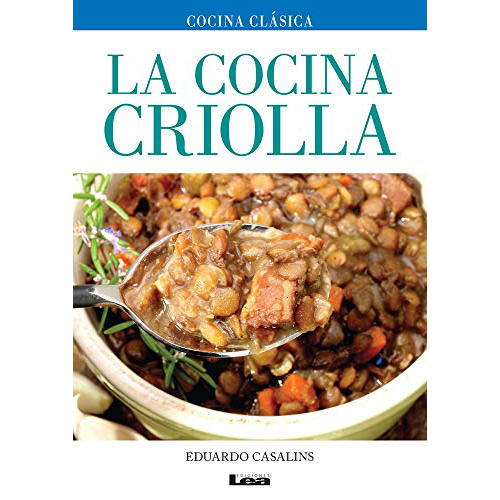 COCINA CLÁSICA
LA COCINA
CRIOLLA
EDUARDO CASALINS
EDICIONES
Lea